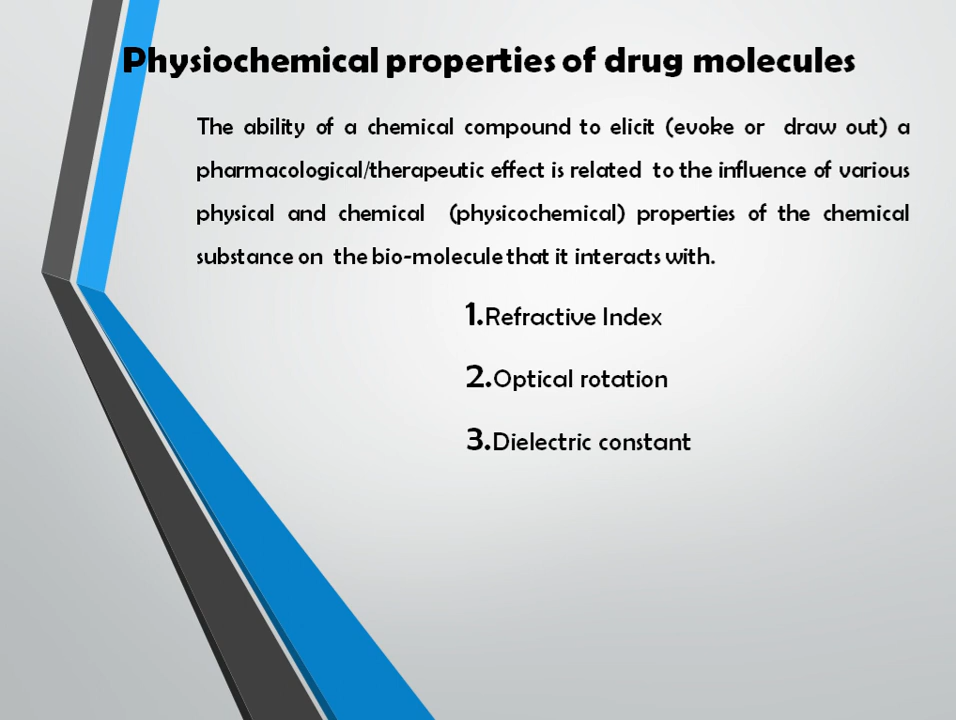 Physiochemical properties of drug molecules
The ability of a chemical compound to elicit (evoke or draw out) a
pharmacological/therapeutic effect is related to the influence of various
physical and chemical (physicochemical) properties of the chemical
substance on the bio-molecule that it interacts with.
1.Refractive Index
2.Optical rotation
3.Dielectric constant